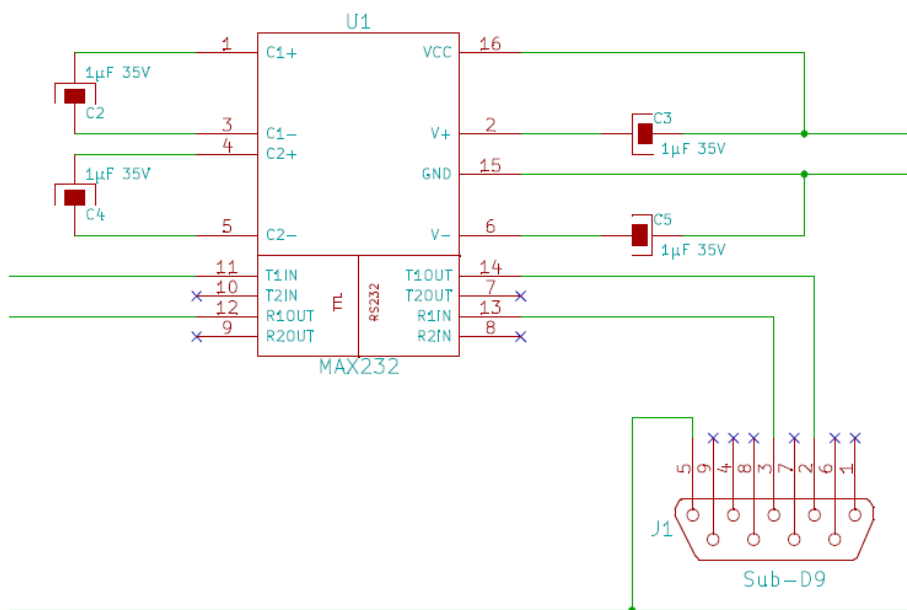 U1
1 C1+ VCC 16
1µF 35V
C2
3 C1- V+ 2
C3
1µF 35V
4 C2+ GND 15
1µF 35V
C4
5 C2- V- 6
C5
1µF 35V
11 T1IN T1OUT 14
10 T2IN T2OUT 7
12 R1OUT R1IN 13
9 R2OUT R2IN 8
TTL
RS232
MAX232
5 9 4 8 3 7 2 6 1
J1
Sub-D9